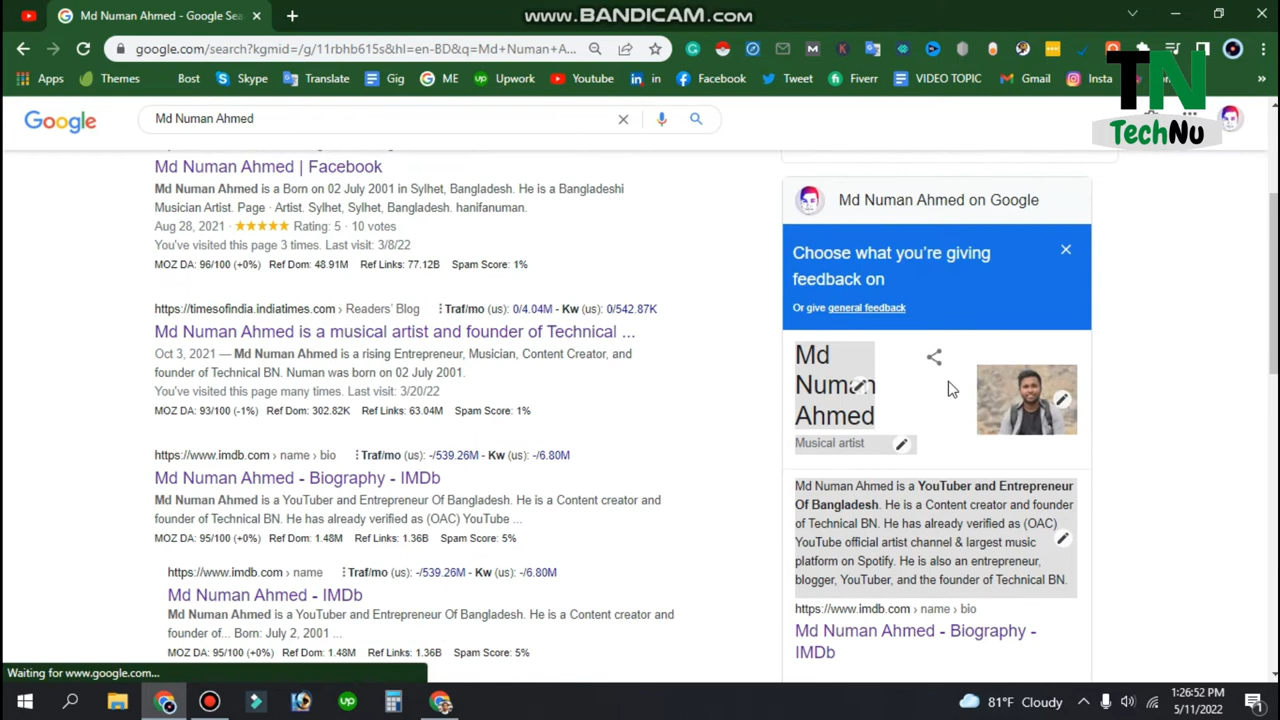 www.BANDICAM.com
Md Numan Ahmed - Google Sea
google.com/search?kgmid=/g/11rbhb615s&hl=en-BD&q=Md+Numan+A...
Apps Themes Bost Skype Translate Gig ME Upwork Youtube in Facebook Tweet Fiverr VIDEO TOPIC Gmail Insta
TN
TechNu
Google
Md Numan Ahmed
Md Numan Ahmed | Facebook
Md Numan Ahmed is a Born on 02 July 2001 in Sylhet, Bangladesh. He is a Bangladeshi
Musician Artist. Page · Artist. Sylhet, Sylhet, Bangladesh. hanifanuman.
Aug 28, 2021 · ★★★★★ Rating: 5 · 10 votes
You've visited this page 3 times. Last visit: 3/8/22
MOZ DA: 96/100 (+0%) Ref Dom: 48.91M Ref Links: 77.12B Spam Score: 1%
https://timesofindia.indiatimes.com › Readers' Blog Traf/mo (us): 0/4.04M - Kw (us): 0/542.87K
Md Numan Ahmed is a musical artist and founder of Technical ...
Oct 3, 2021 — Md Numan Ahmed is a rising Entrepreneur, Musician, Content Creator, and
founder of Technical BN. Numan was born on 02 July 2001.
You've visited this page many times. Last visit: 3/20/22
MOZ DA: 93/100 (-1%) Ref Dom: 302.82K Ref Links: 63.04M Spam Score: 1%
https://www.imdb.com › name › bio Traf/mo (us): -/539.26M - Kw (us): -/6.80M
Md Numan Ahmed - Biography - IMDb
Md Numan Ahmed is a YouTuber and Entrepreneur Of Bangladesh. He is a Content creator and
founder of Technical BN. He has already verified as (OAC) YouTube ...
MOZ DA: 95/100 (+0%) Ref Dom: 1.48M Ref Links: 1.36B Spam Score: 5%
https://www.imdb.com › name Traf/mo (us): -/539.26M - Kw (us): -/6.80M
Md Numan Ahmed - IMDb
Md Numan Ahmed is a YouTuber and Entrepreneur Of Bangladesh. He is a Content creator and
founder of... Born: July 2, 2001 ...
MOZ DA: 95/100 (+0%) Ref Dom: 1.48M Ref Links: 1.36B Spam Score: 5%
Md Numan Ahmed on Google
Choose what you're giving
feedback on
Or give general feedback
Md
Numan
Ahmed
Musical artist
Md Numan Ahmed is a YouTuber and Entrepreneur
Of Bangladesh. He is a Content creator and founder
of Technical BN. He has already verified as (OAC)
YouTube official artist channel & largest music
platform on Spotify. He is also an entrepreneur,
blogger, YouTuber, and the founder of Technical BN.
https://www.imdb.com › name › bio
Md Numan Ahmed - Biography -
IMDb
Waiting for www.google.com...
81°F Cloudy
1:26:52 PM
5/11/2022